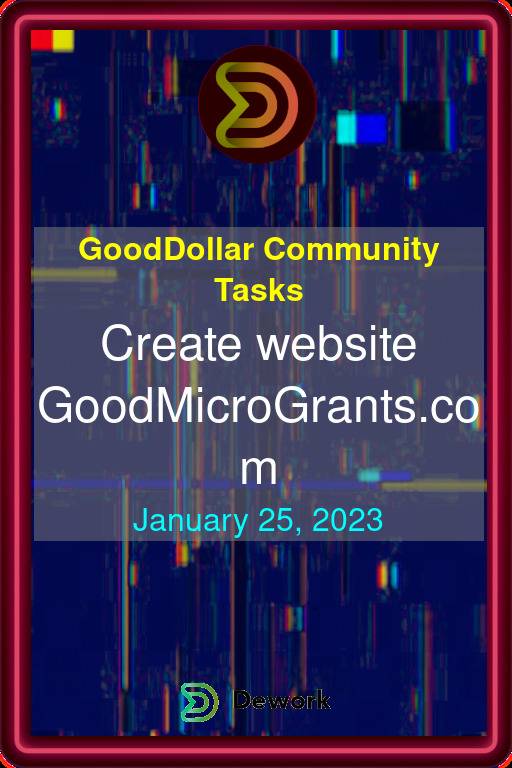 GoodDollar Community
Tasks
Create website
GoodMicroGrants.co
m
January 25, 2023
Dework